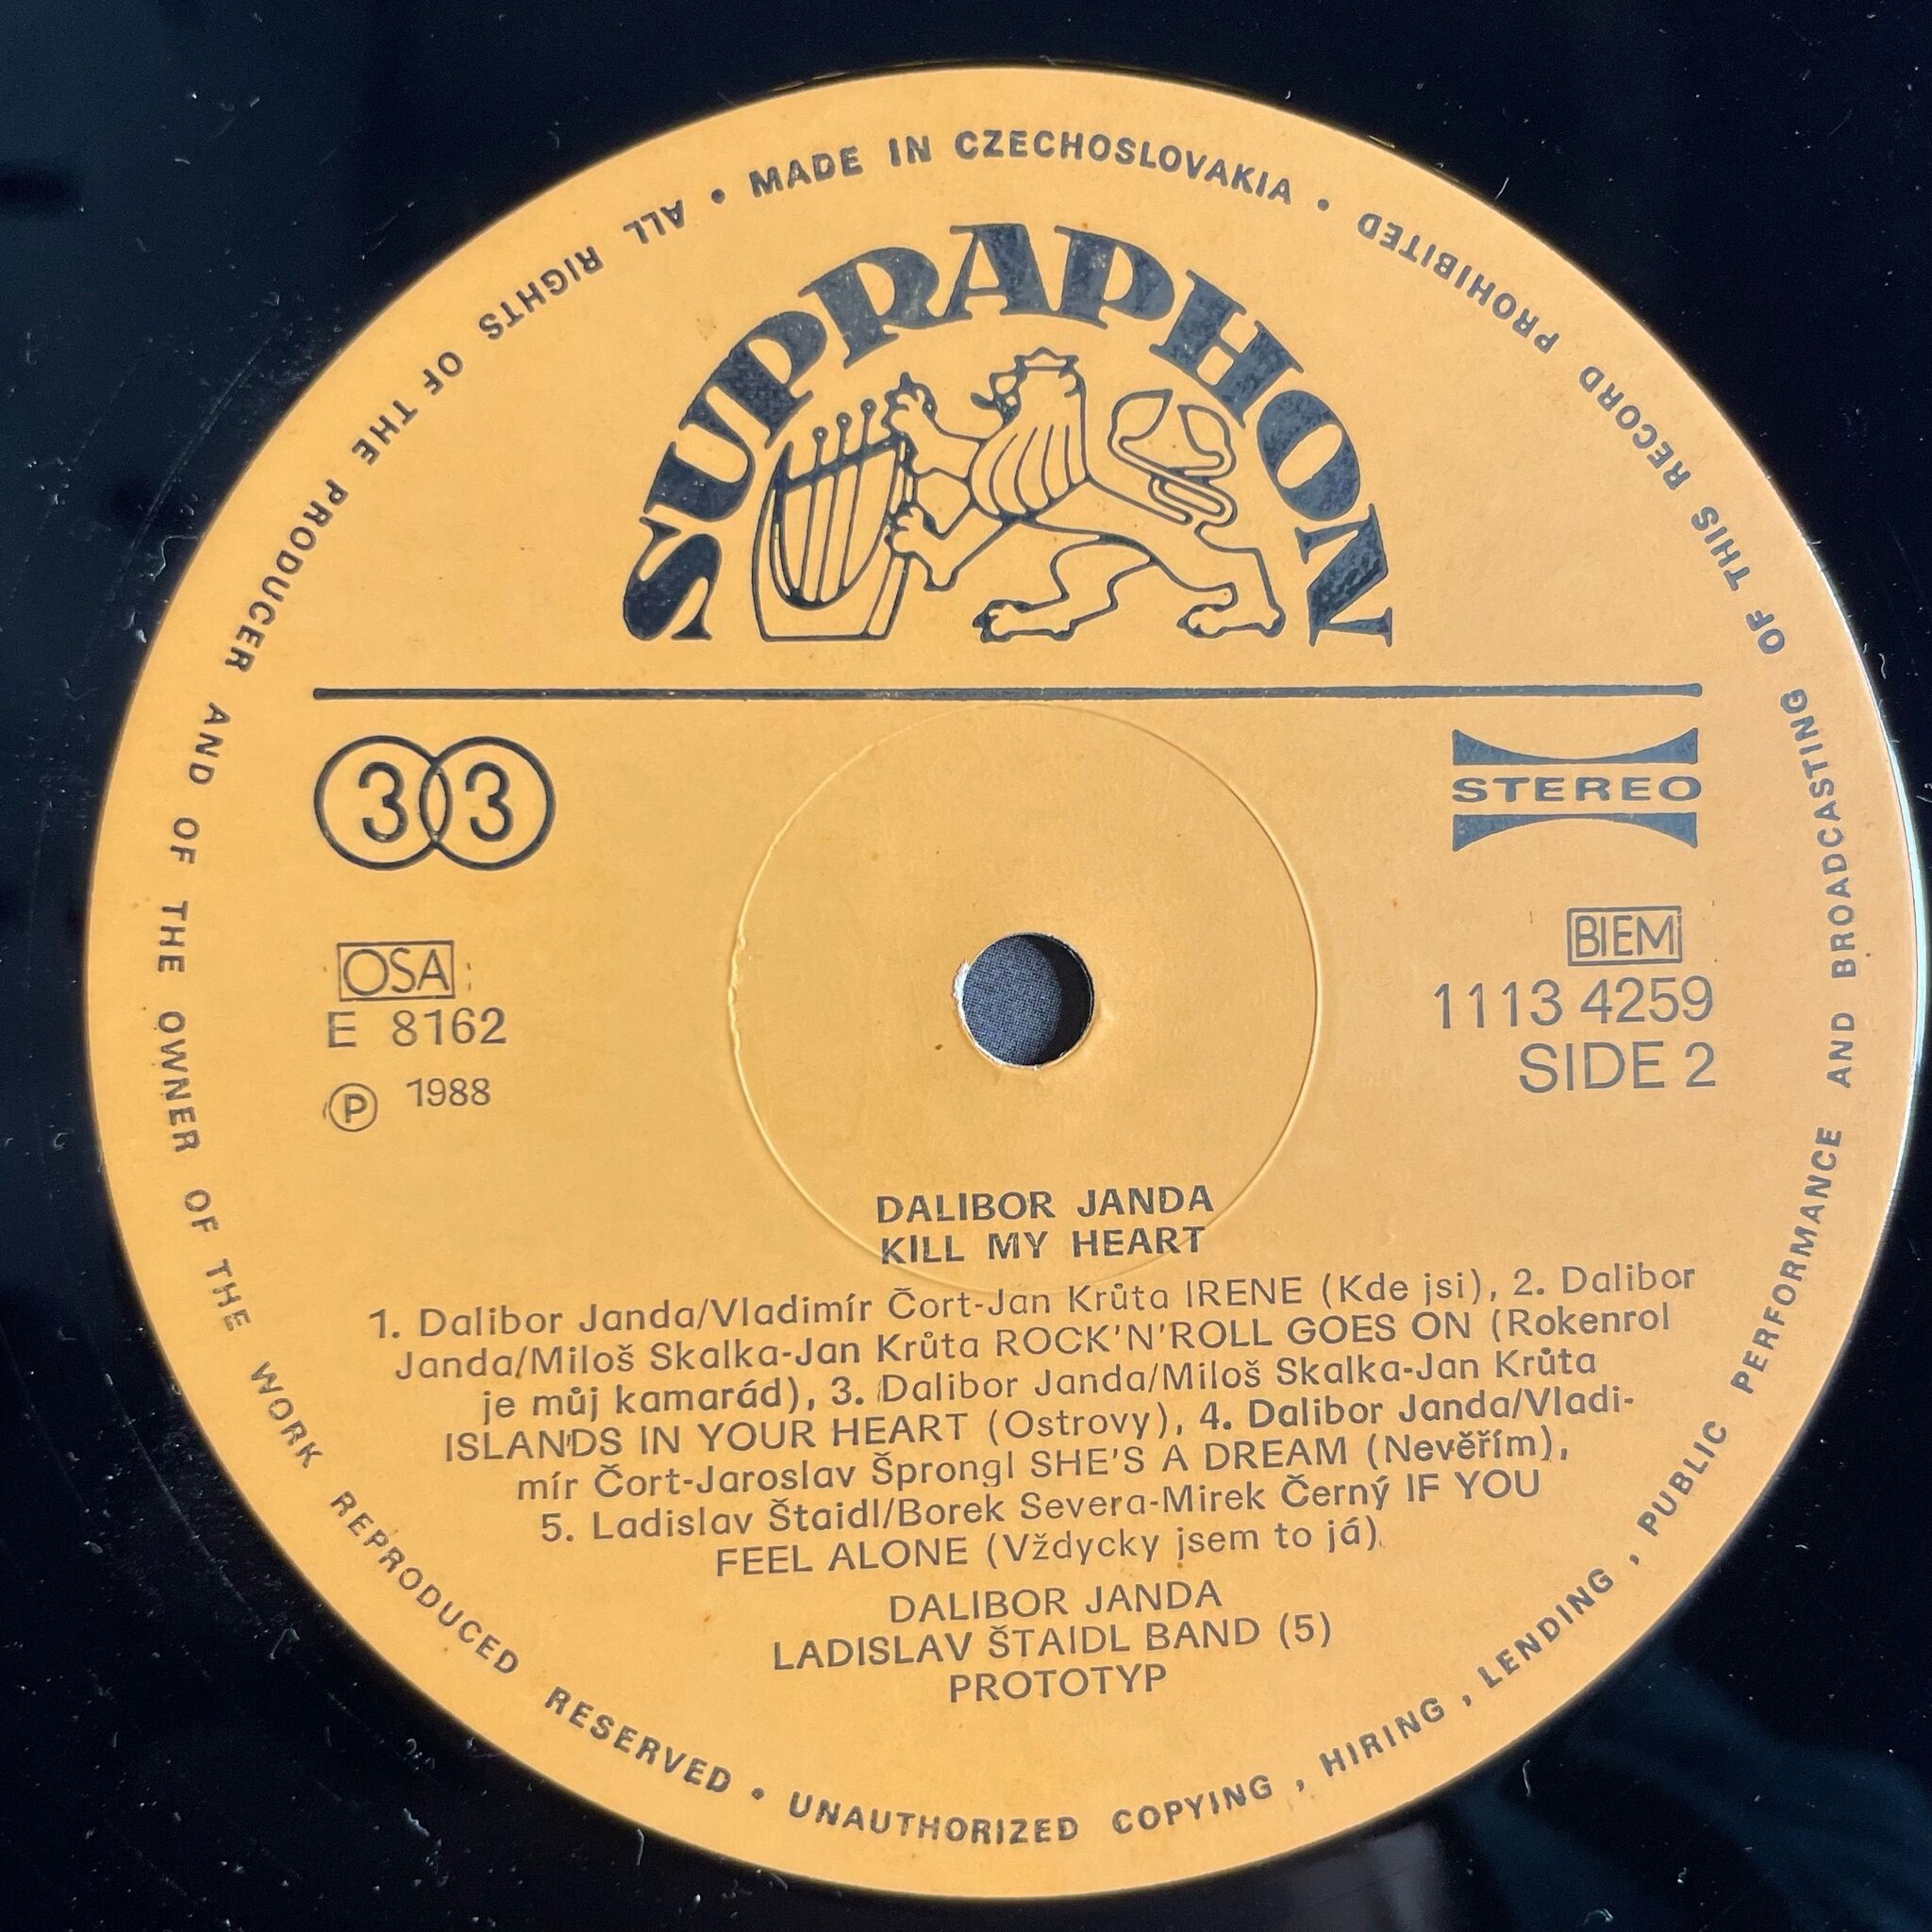 • MADE IN CZECHOSLOVAKIA •
ALL RIGHTS OF THE PRODUCER AND OF THE OWNER OF THE WORK REPRODUCED RESERVED • UNAUTHORIZED COPYING , HIRING , LENDING , PUBLIC PERFORMANCE AND BROADCASTING OF THIS RECORD PROHIBITED
SUPRAPHON
33
STEREO
OSA
E 8162
Ⓟ 1988
BIEM
1113 4259
SIDE 2
DALIBOR JANDA
KILL MY HEART
1. Dalibor Janda/Vladimír Čort-Jan Krůta IRENE (Kde jsi), 2. Dalibor
Janda/Miloš Skalka-Jan Krůta ROCK'N'ROLL GOES ON (Rokenrol
je můj kamarád), 3. Dalibor Janda/Miloš Skalka-Jan Krůta
ISLANDS IN YOUR HEART (Ostrovy), 4. Dalibor Janda/Vladi-
mír Čort-Jaroslav Šprongl SHE'S A DREAM (Nevěřím),
5. Ladislav Štaidl/Borek Severa-Mirek Černý IF YOU
FEEL ALONE (Vždycky jsem to já)
DALIBOR JANDA
LADISLAV ŠTAIDL BAND (5)
PROTOTYP